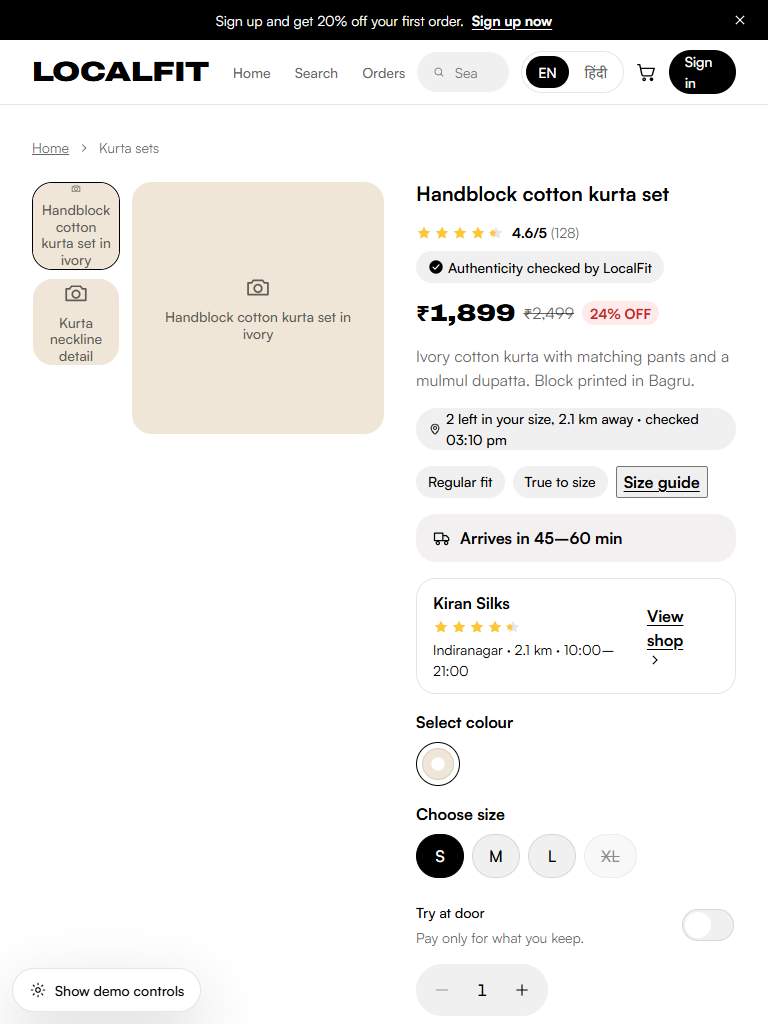 Sign up and get 20% off your first order. Sign up now
LOCALFIT
Home
Search
Orders
Sea
EN
हिंदी
Sign
in
Home
Kurta sets
Handblock
cotton
kurta set in
ivory
Kurta
neckline
detail
Handblock cotton kurta set in
ivory
Handblock cotton kurta set
4.6/5 (128)
Authenticity checked by LocalFit
₹1,899 ₹2,499 24% OFF
Ivory cotton kurta with matching pants and a
mulmul dupatta. Block printed in Bagru.
2 left in your size, 2.1 km away · checked
03:10 pm
Regular fit
True to size
Size guide
Arrives in 45–60 min
Kiran Silks
Indiranagar · 2.1 km · 10:00–
21:00
View
shop
Select colour
Choose size
S
M
L
XL
Try at door
Pay only for what you keep.
1
Show demo controls